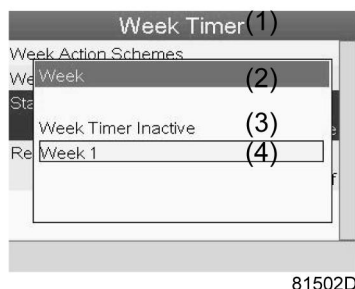 Week Timer(1)
Week Action Schemes
We
Week (2)
Sta
Week Timer Inactive (3)
e
Re
Week 1 (4)
f
81502D